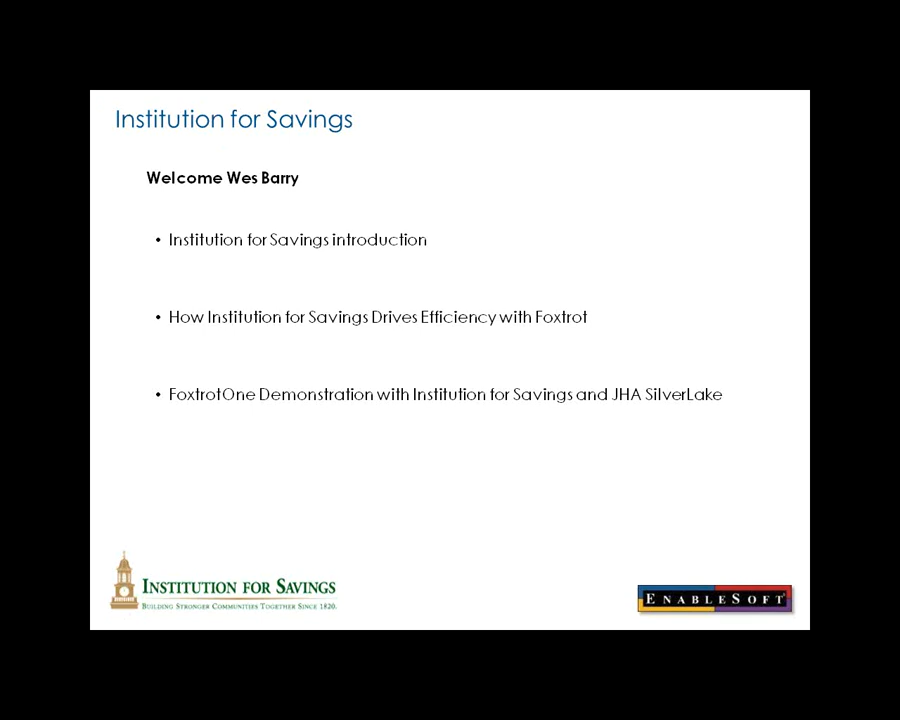 Institution for Savings
Welcome Wes Barry
• Institution for Savings introduction
• How Institution for Savings Drives Efficiency with Foxtrot
• FoxtrotOne Demonstration with Institution for Savings and JHA SilverLake
INSTITUTION FOR SAVINGS
BUILDING STRONGER COMMUNITIES TOGETHER SINCE 1820.
ENABLESOFT